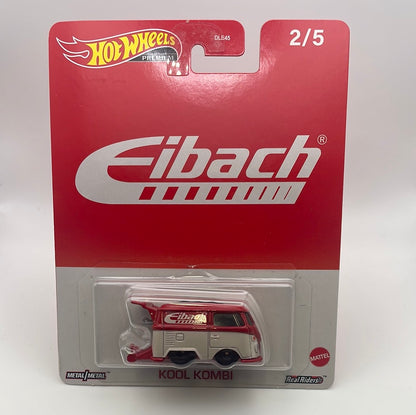 Hot Wheels
PREMIUM
DLB45
2/5
Eibach®
Eibach
KOOL KOMBI
MATTEL
METAL/METAL
Real Riders®